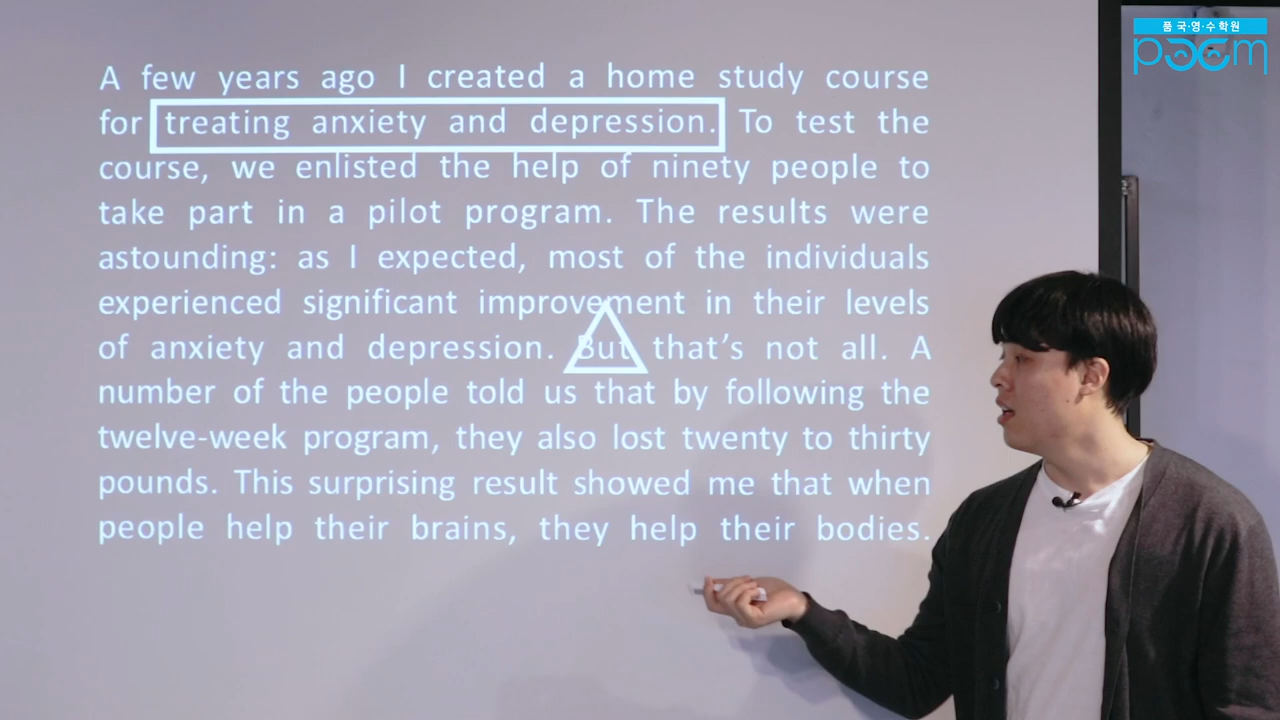 품 국·영·수 학원
poem
A few years ago I created a home study course
for treating anxiety and depression. To test the
course, we enlisted the help of ninety people to
take part in a pilot program. The results were
astounding: as I expected, most of the individuals
experienced significant improvement in their levels
of anxiety and depression. But that's not all. A
number of the people told us that by following the
twelve-week program, they also lost twenty to thirty
pounds. This surprising result showed me that when
people help their brains, they help their bodies.